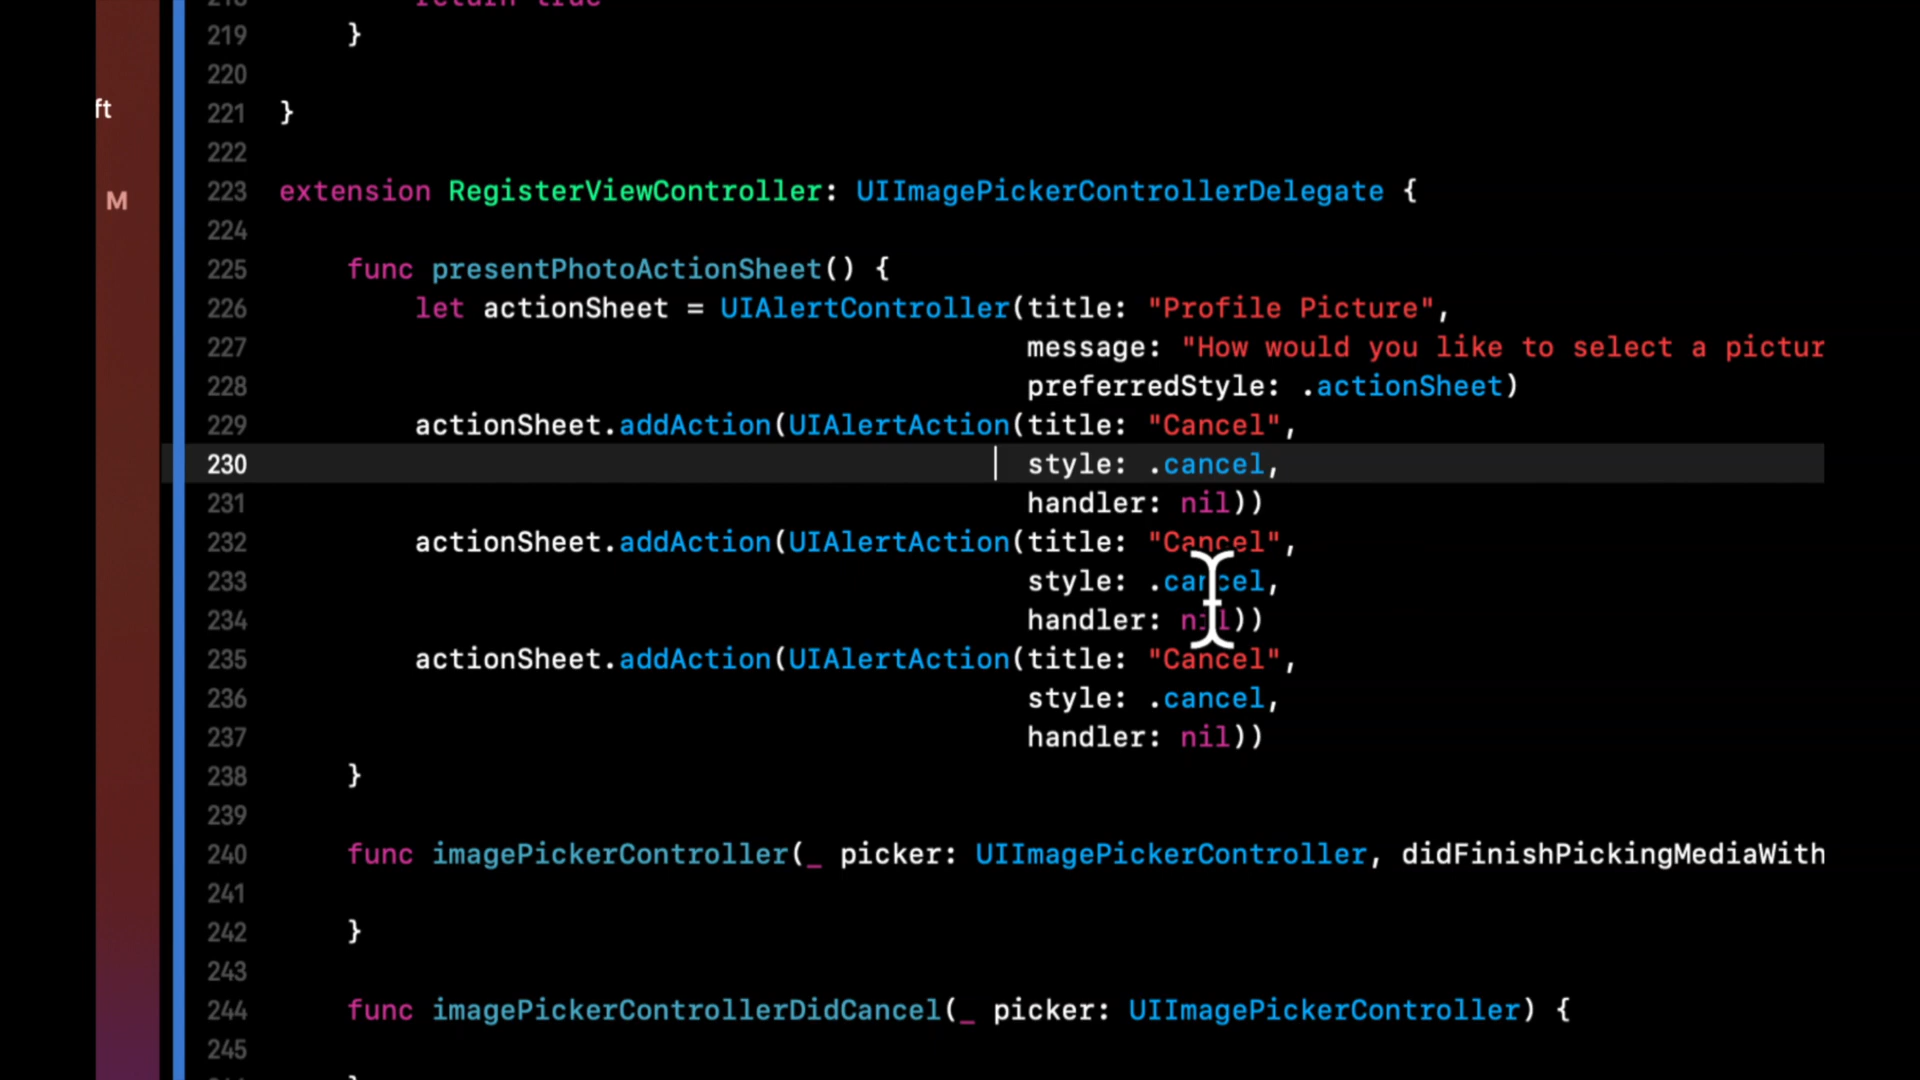 218 return true
219 }
220
ft
221 }
222
M
223 extension RegisterViewController: UIImagePickerControllerDelegate {
224
225 func presentPhotoActionSheet() {
226 let actionSheet = UIAlertController(title: "Profile Picture",
227 message: "How would you like to select a pictur
228 preferredStyle: .actionSheet)
229 actionSheet.addAction(UIAlertAction(title: "Cancel",
230 style: .cancel,
231 handler: nil))
232 actionSheet.addAction(UIAlertAction(title: "Cancel",
233 style: .cancel,
234 handler: nil))
235 actionSheet.addAction(UIAlertAction(title: "Cancel",
236 style: .cancel,
237 handler: nil))
238 }
239
240 func imagePickerController(_ picker: UIImagePickerController, didFinishPickingMediaWith
241
242 }
243
244 func imagePickerControllerDidCancel(_ picker: UIImagePickerController) {
245
}